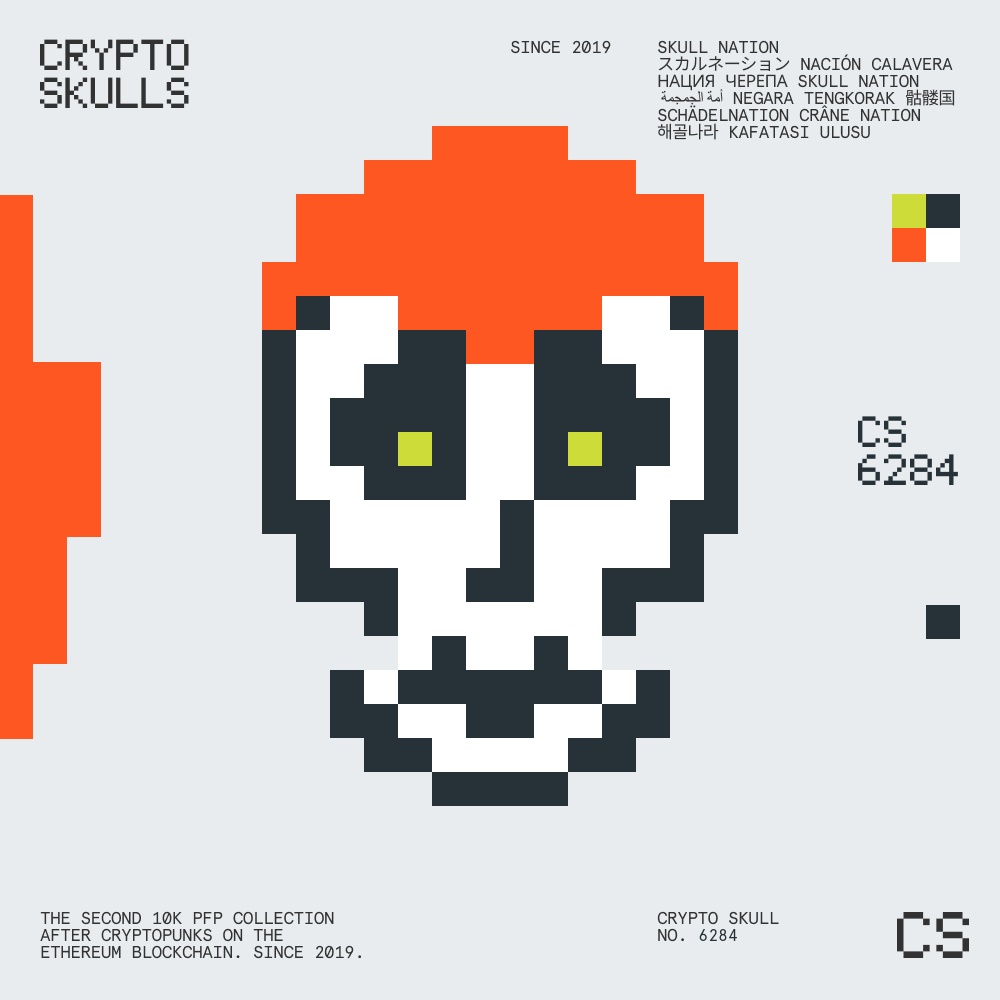 CRYPTO
SKULLS
SINCE 2019
SKULL NATION
スカルネーション NACIÓN CALAVERA
НАЦИЯ ЧЕРЕПА SKULL NATION
أمة الجمجمة NEGARA TENGKORAK 骷髅国
SCHÄDELNATION CRÂNE NATION
해골나라 KAFATASI ULUSU
CS
6284
THE SECOND 10K PFP COLLECTION
AFTER CRYPTOPUNKS ON THE
ETHEREUM BLOCKCHAIN. SINCE 2019.
CRYPTO SKULL
NO. 6284
CS